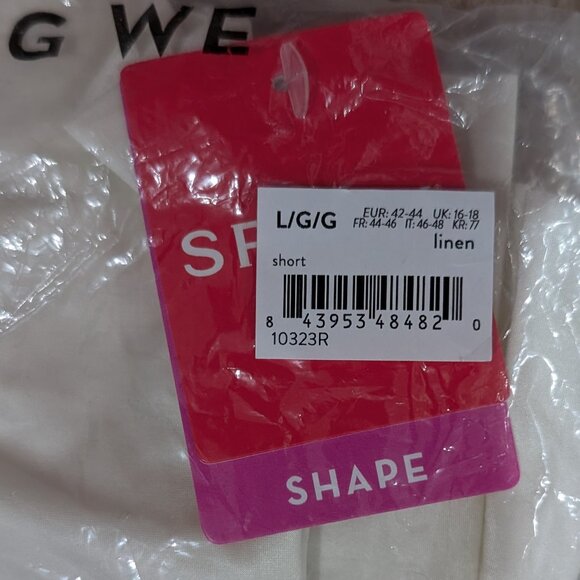 G WE
L/G/G
EUR: 42-44 UK: 16-18
FR: 44-46 IT: 46-48 KR: 77
linen
short
8 43953 48482 0
10323R
SHAPE